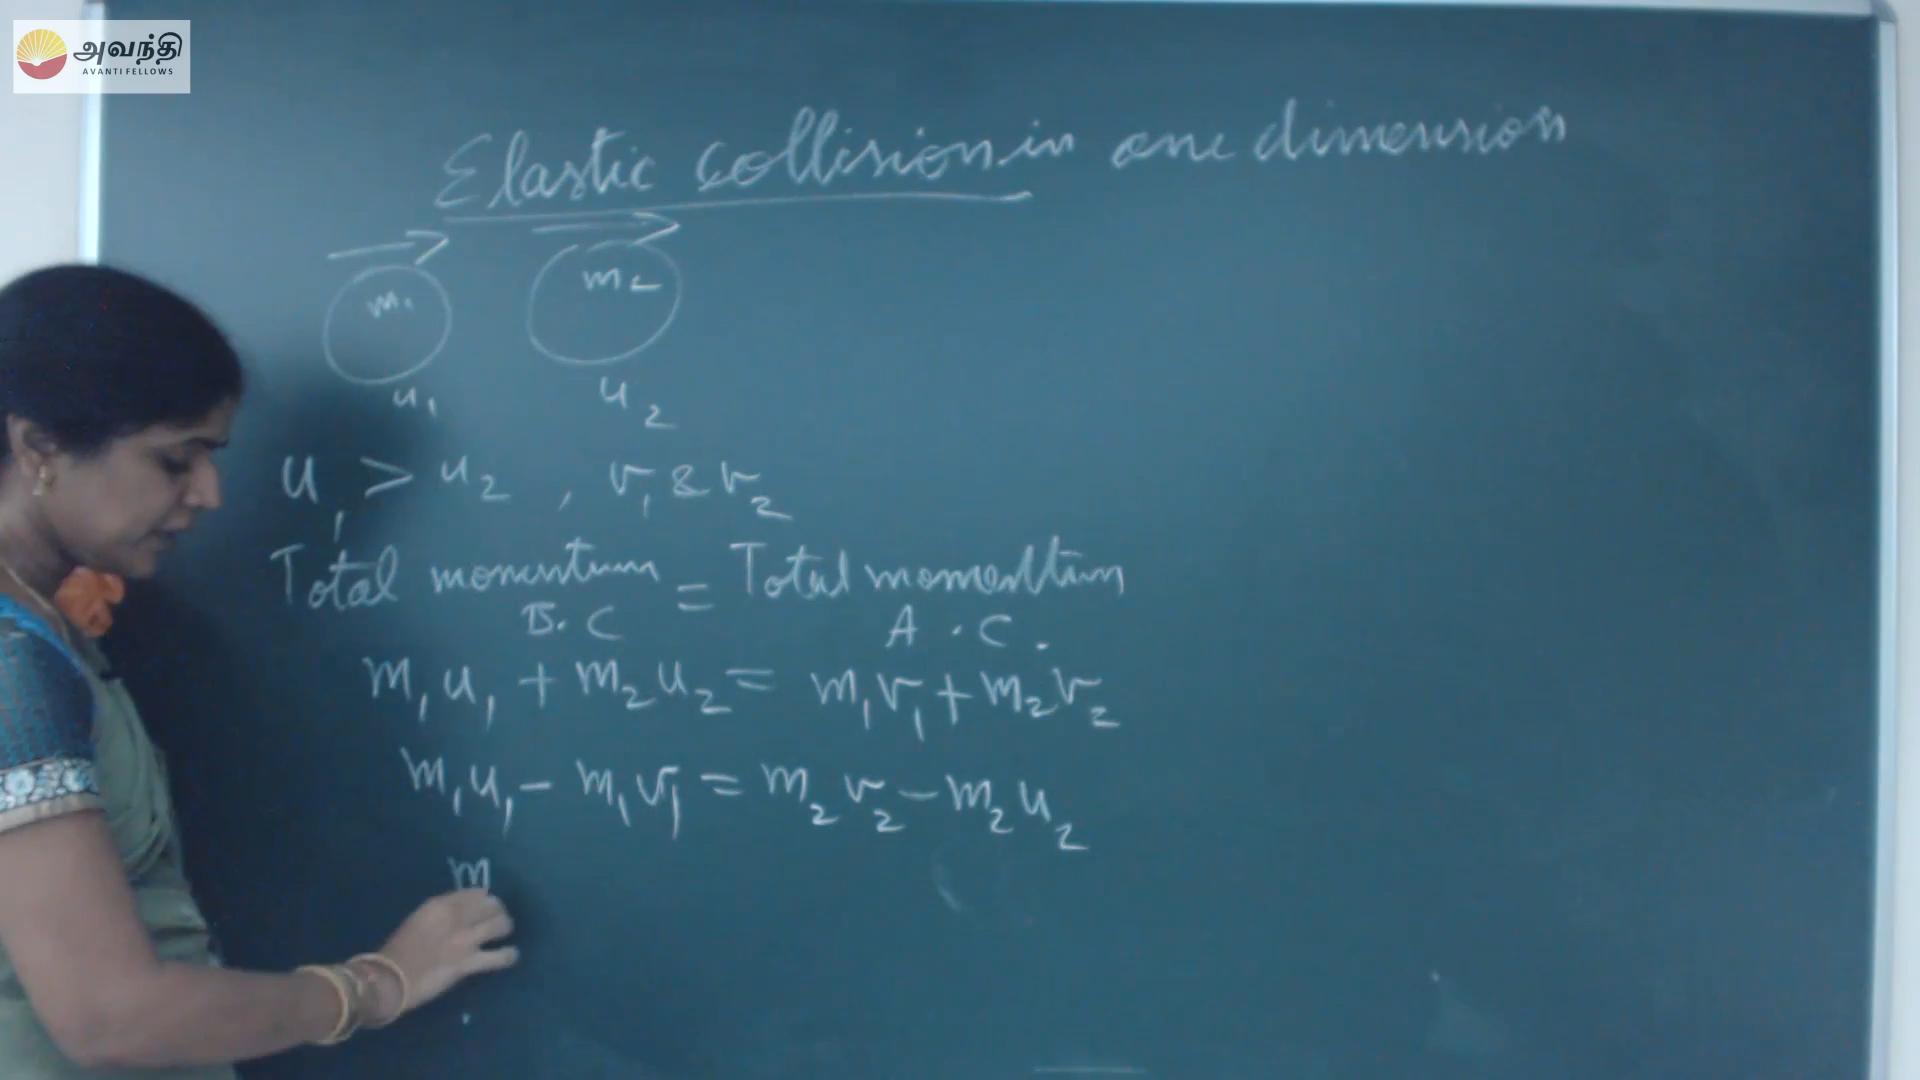 அவந்தி
AVANTI FELLOWS
Elastic collision in one dimension
m₁ m₂
u₁ u₂
u₁ > u₂ , v₁ & v₂
Total momentum = Total momentum
B.C A.C.
m₁u₁ + m₂u₂ = m₁v₁ + m₂v₂
m₁u₁ - m₁v₁ = m₂v₂ - m₂u₂
m